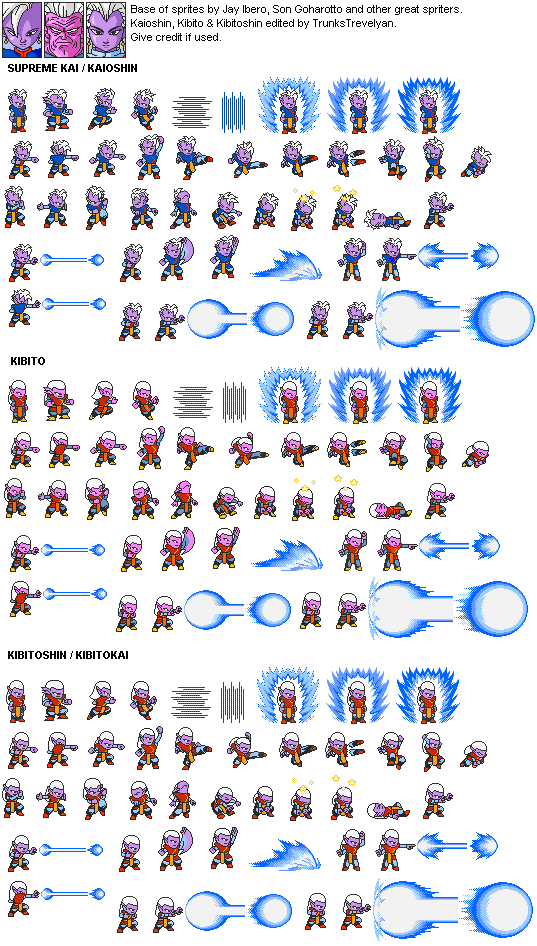 Base of sprites by Jay Ibero, Son Goharotto and other great spriters.
Kaioshin, Kibito & Kibitoshin edited by TrunksTrevelyan.
Give credit if used.
SUPREME KAI / KAIOSHIN
KIBITO
KIBITOSHIN / KIBITOKAI